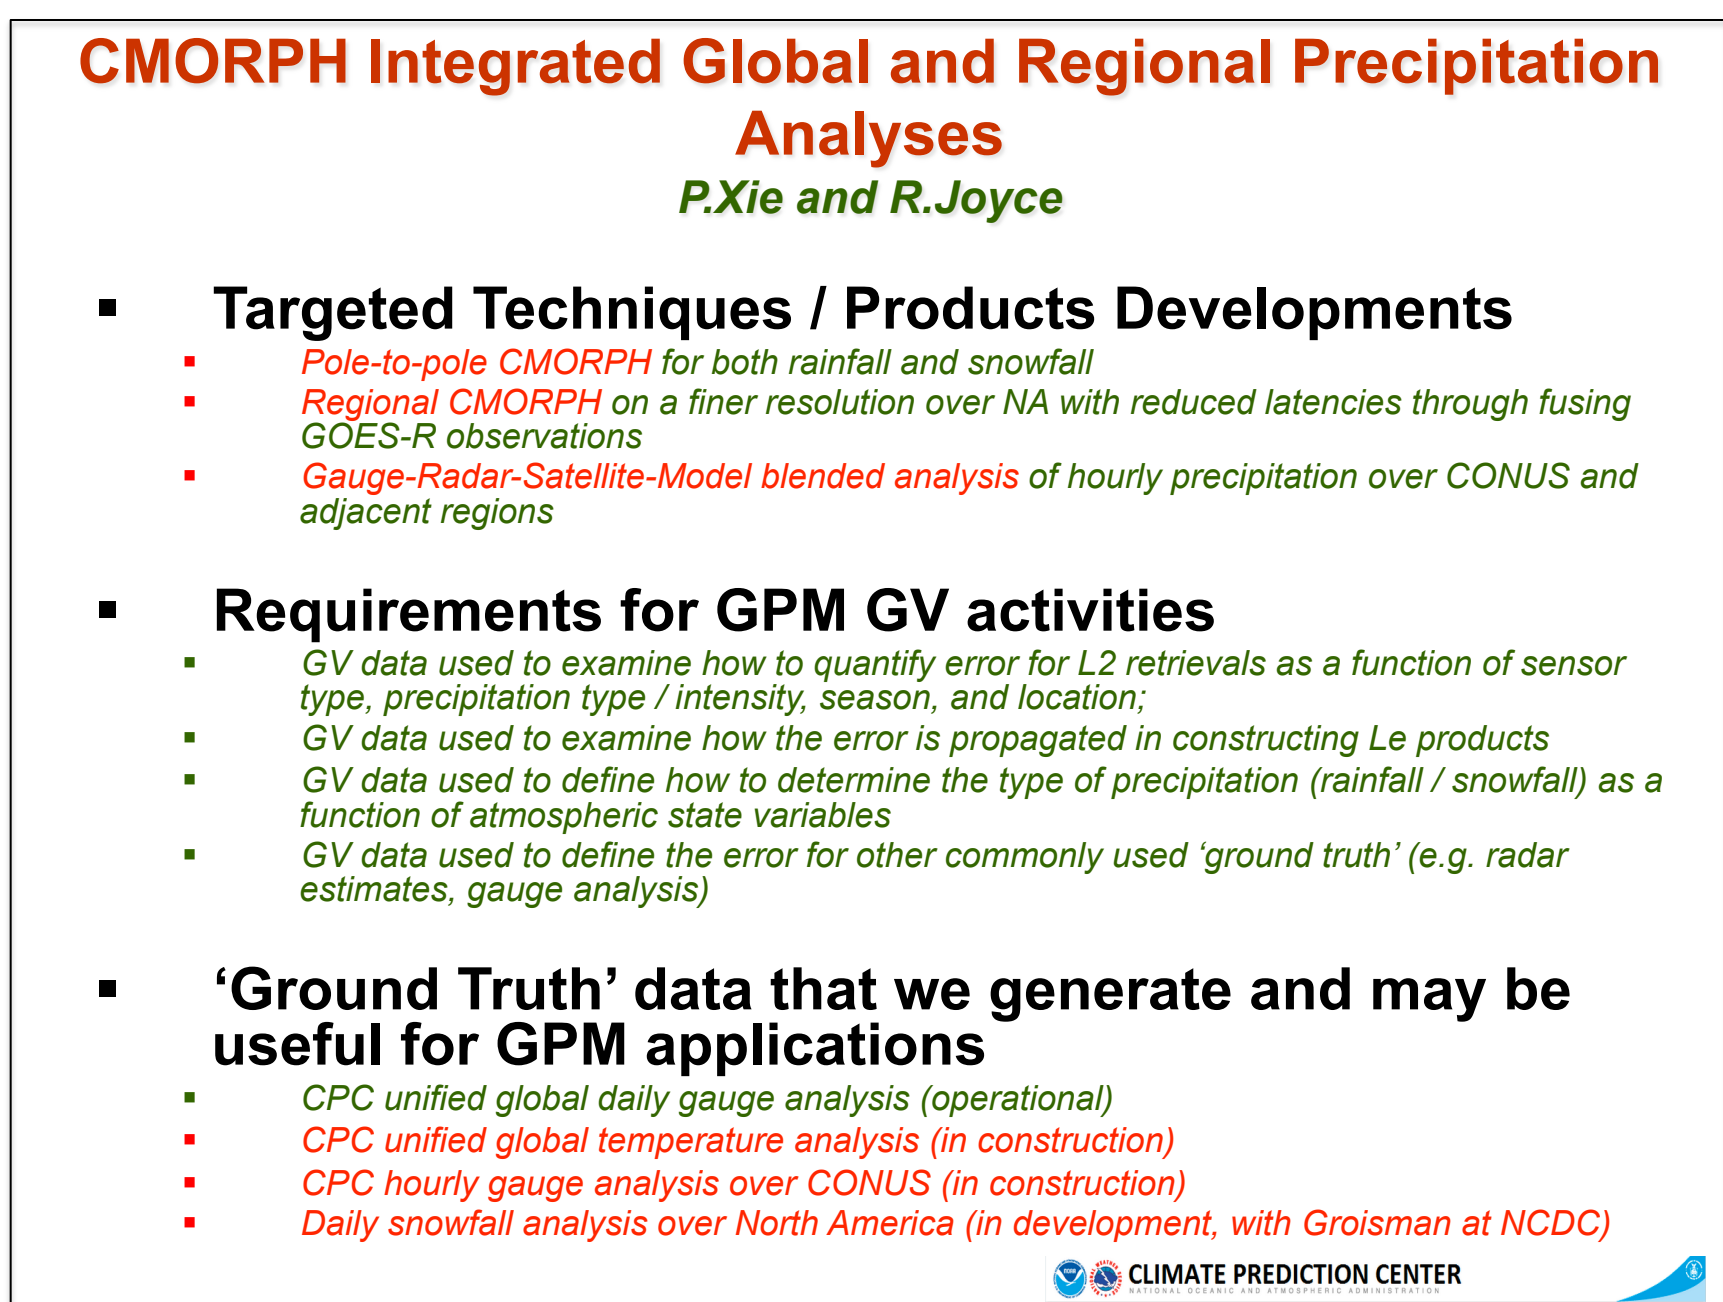 CMORPH Integrated Global and Regional Precipitation
Analyses
P.Xie and R.Joyce
▪ Targeted Techniques / Products Developments
▪ Pole-to-pole CMORPH for both rainfall and snowfall
▪ Regional CMORPH on a finer resolution over NA with reduced latencies through fusing
GOES-R observations
▪ Gauge-Radar-Satellite-Model blended analysis of hourly precipitation over CONUS and
adjacent regions
▪ Requirements for GPM GV activities
▪ GV data used to examine how to quantify error for L2 retrievals as a function of sensor
type, precipitation type / intensity, season, and location;
▪ GV data used to examine how the error is propagated in constructing Le products
▪ GV data used to define how to determine the type of precipitation (rainfall / snowfall) as a
function of atmospheric state variables
▪ GV data used to define the error for other commonly used ‘ground truth’ (e.g. radar
estimates, gauge analysis)
▪ ‘Ground Truth’ data that we generate and may be
useful for GPM applications
▪ CPC unified global daily gauge analysis (operational)
▪ CPC unified global temperature analysis (in construction)
▪ CPC hourly gauge analysis over CONUS (in construction)
▪ Daily snowfall analysis over North America (in development, with Groisman at NCDC)
CLIMATE PREDICTION CENTER
NATIONAL OCEANIC AND ATMOSPHERIC ADMINISTRATION